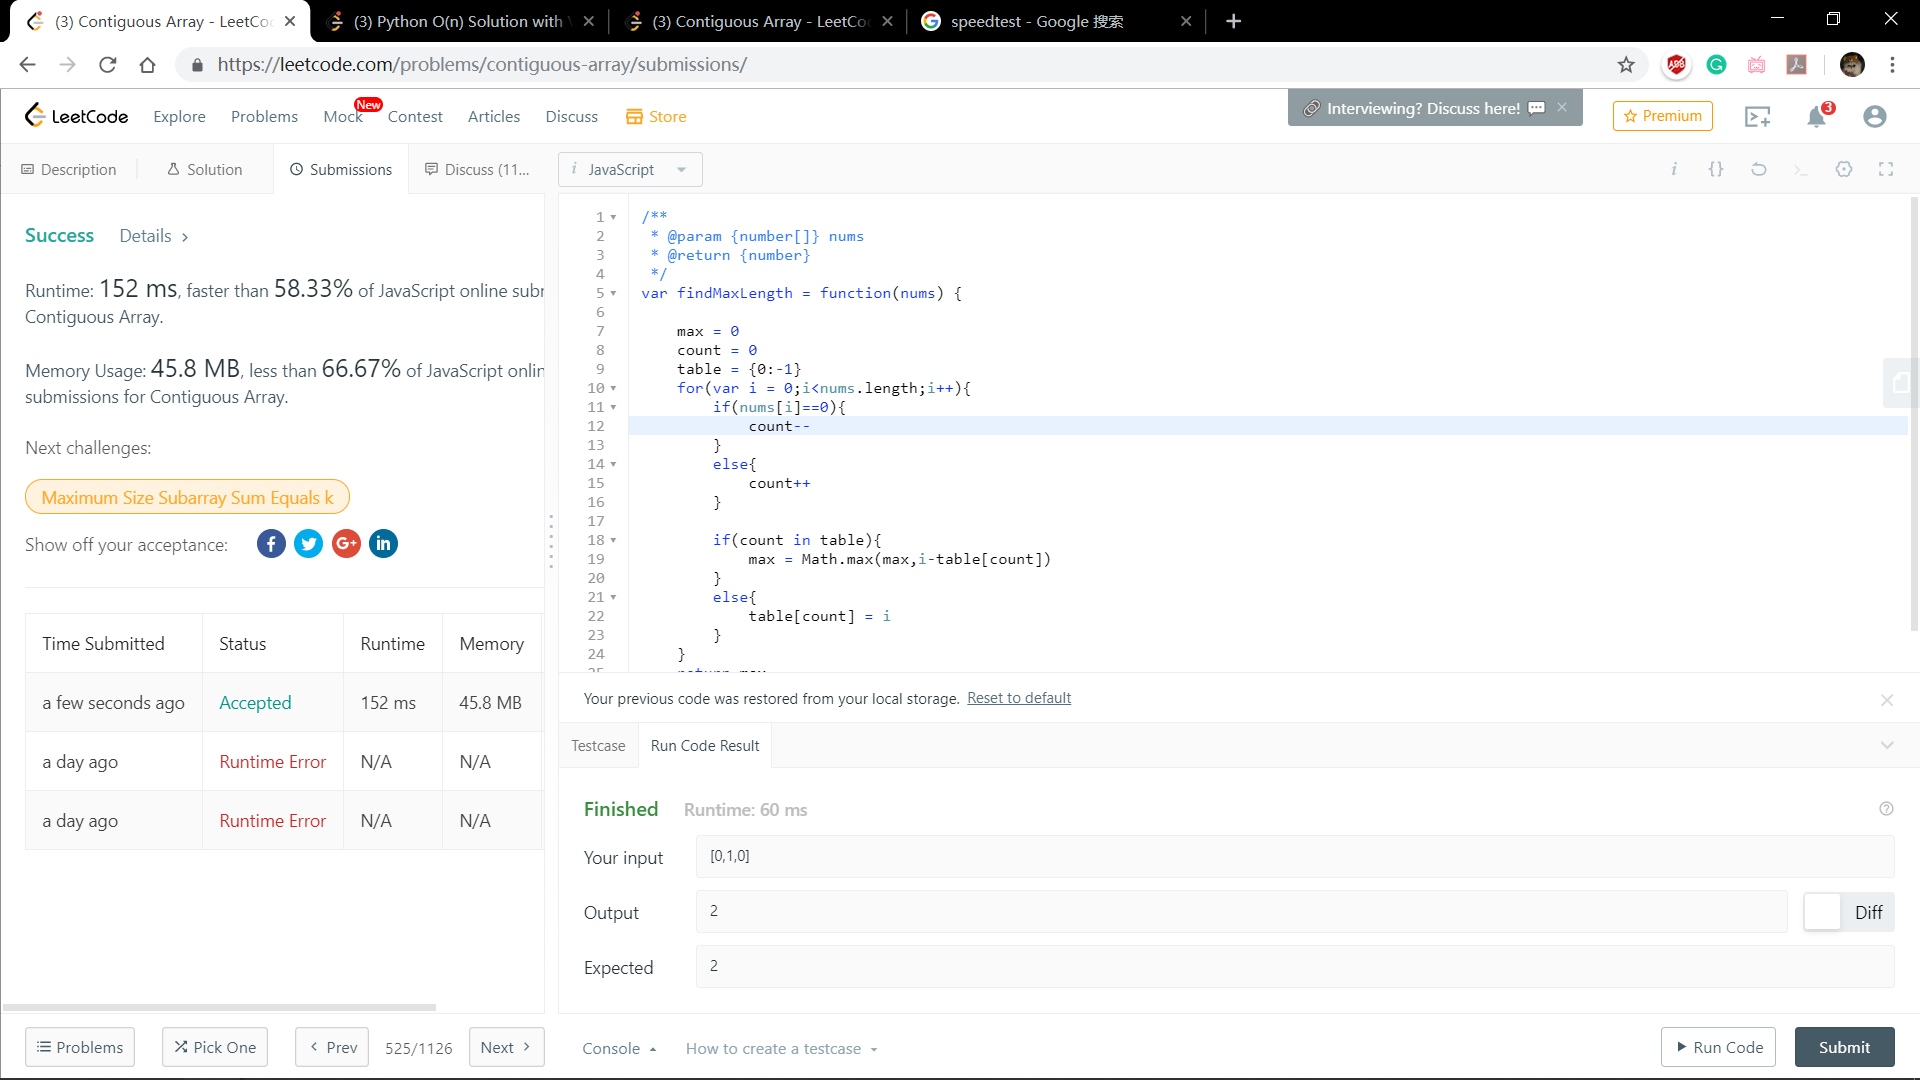 (3) Contiguous Array - LeetCo
(3) Python O(n) Solution with
(3) Contiguous Array - LeetCo
speedtest - Google 搜索
https://leetcode.com/problems/contiguous-array/submissions/
LeetCode
Explore
Problems
Mock
New
Contest
Articles
Discuss
Store
Interviewing? Discuss here!
Premium
3
Description
Solution
Submissions
Discuss (11...
i JavaScript
Success
Details >
Runtime: 152 ms, faster than 58.33% of JavaScript online subr
Contiguous Array.
Memory Usage: 45.8 MB, less than 66.67% of JavaScript onlin
submissions for Contiguous Array.
Next challenges:
Maximum Size Subarray Sum Equals k
Show off your acceptance:
Time Submitted Status Runtime Memory
a few seconds ago Accepted 152 ms 45.8 MB
a day ago Runtime Error N/A N/A
a day ago Runtime Error N/A N/A
1 /**
2  * @param {number[]} nums
3  * @return {number}
4  */
5 var findMaxLength = function(nums) {
6
7     max = 0
8     count = 0
9     table = {0:-1}
10     for(var i = 0;i<nums.length;i++){
11         if(nums[i]==0){
12             count--
13         }
14         else{
15             count++
16         }
17
18         if(count in table){
19             max = Math.max(max,i-table[count])
20         }
21         else{
22             table[count] = i
23         }
24     }
25     return max
Your previous code was restored from your local storage. Reset to default
Testcase
Run Code Result
Finished
Runtime: 60 ms
Your input
[0,1,0]
Output
2
Diff
Expected
2
Problems
Pick One
Prev
525/1126
Next
Console
How to create a testcase
Run Code
Submit